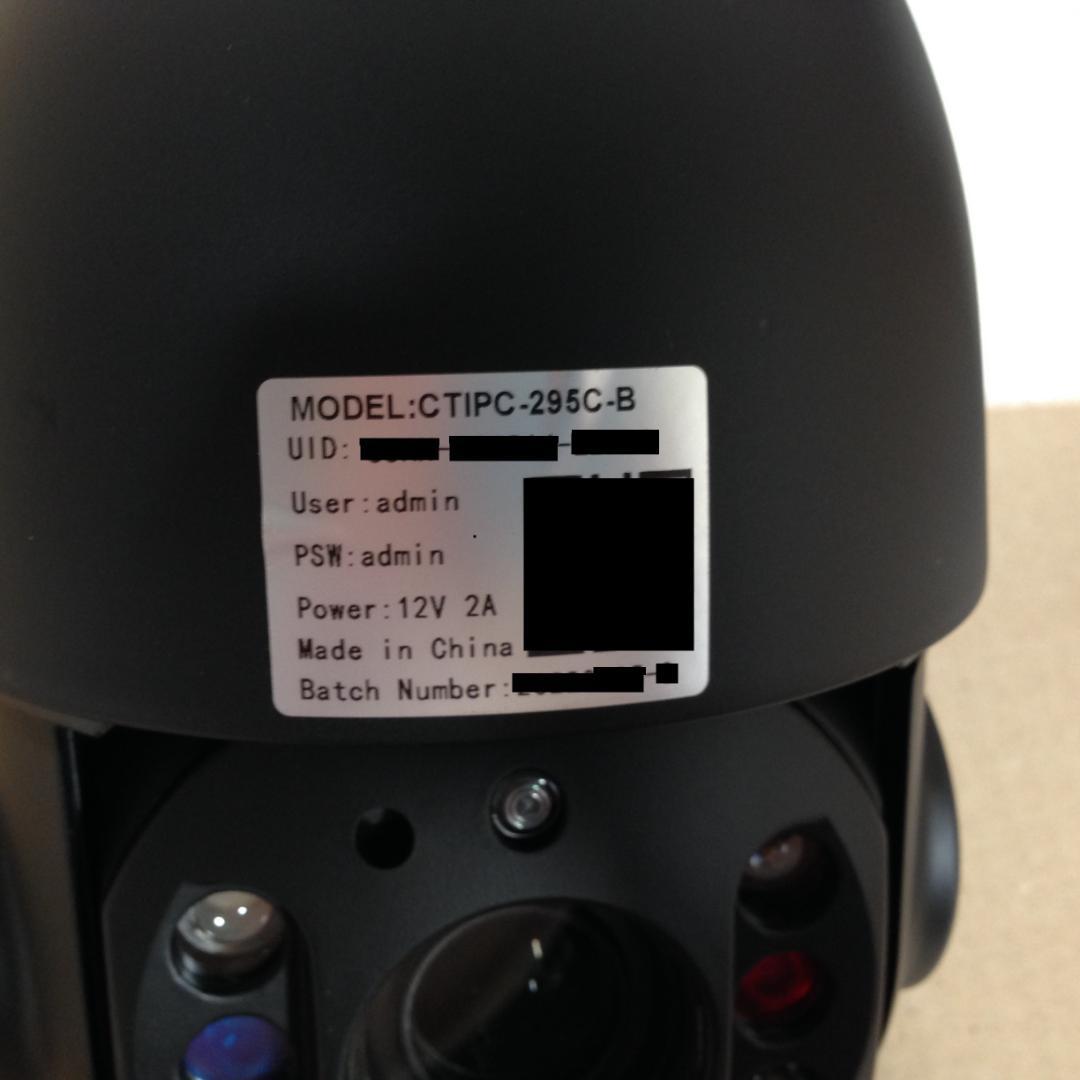 MODEL:CTIPC-295C-B
UID:
User:admin
PSW:admin
Power:12V 2A
Made in China
Batch Number: